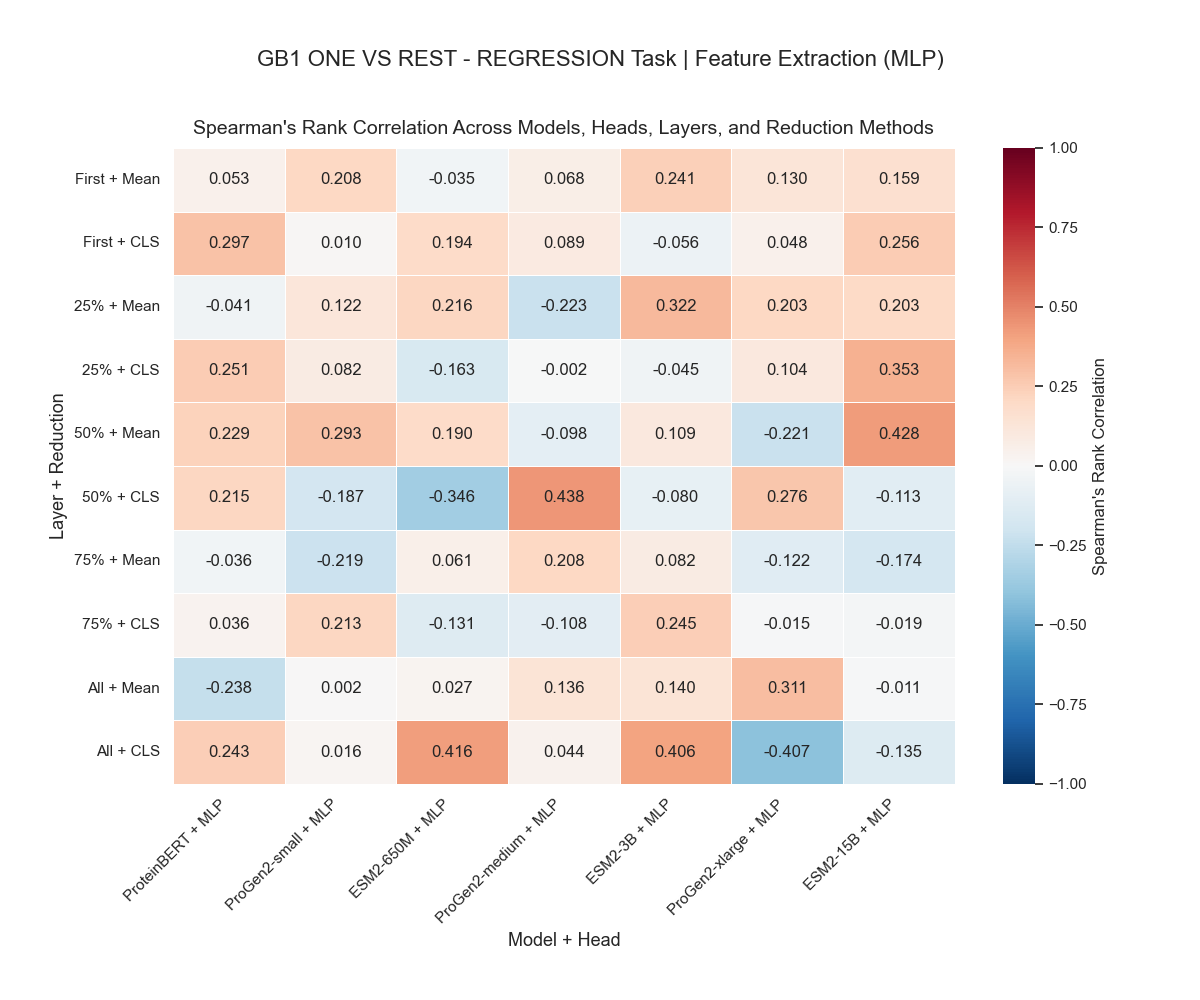 GB1 ONE VS REST - REGRESSION Task | Feature Extraction (MLP)
Spearman's Rank Correlation Across Models, Heads, Layers, and Reduction Methods
First + Mean 0.053 0.208 -0.035 0.068 0.241 0.130 0.159
First + CLS 0.297 0.010 0.194 0.089 -0.056 0.048 0.256
25% + Mean -0.041 0.122 0.216 -0.223 0.322 0.203 0.203
25% + CLS 0.251 0.082 -0.163 -0.002 -0.045 0.104 0.353
50% + Mean 0.229 0.293 0.190 -0.098 0.109 -0.221 0.428
50% + CLS 0.215 -0.187 -0.346 0.438 -0.080 0.276 -0.113
75% + Mean -0.036 -0.219 0.061 0.208 0.082 -0.122 -0.174
75% + CLS 0.036 0.213 -0.131 -0.108 0.245 -0.015 -0.019
All + Mean -0.238 0.002 0.027 0.136 0.140 0.311 -0.011
All + CLS 0.243 0.016 0.416 0.044 0.406 -0.407 -0.135
Layer + Reduction
ProteinBERT + MLP
ProGen2-small + MLP
ESM2-650M + MLP
ProGen2-medium + MLP
ESM2-3B + MLP
ProGen2-xlarge + MLP
ESM2-15B + MLP
Model + Head
1.00
0.75
0.50
0.25
0.00
−0.25
−0.50
−0.75
−1.00
Spearman's Rank Correlation